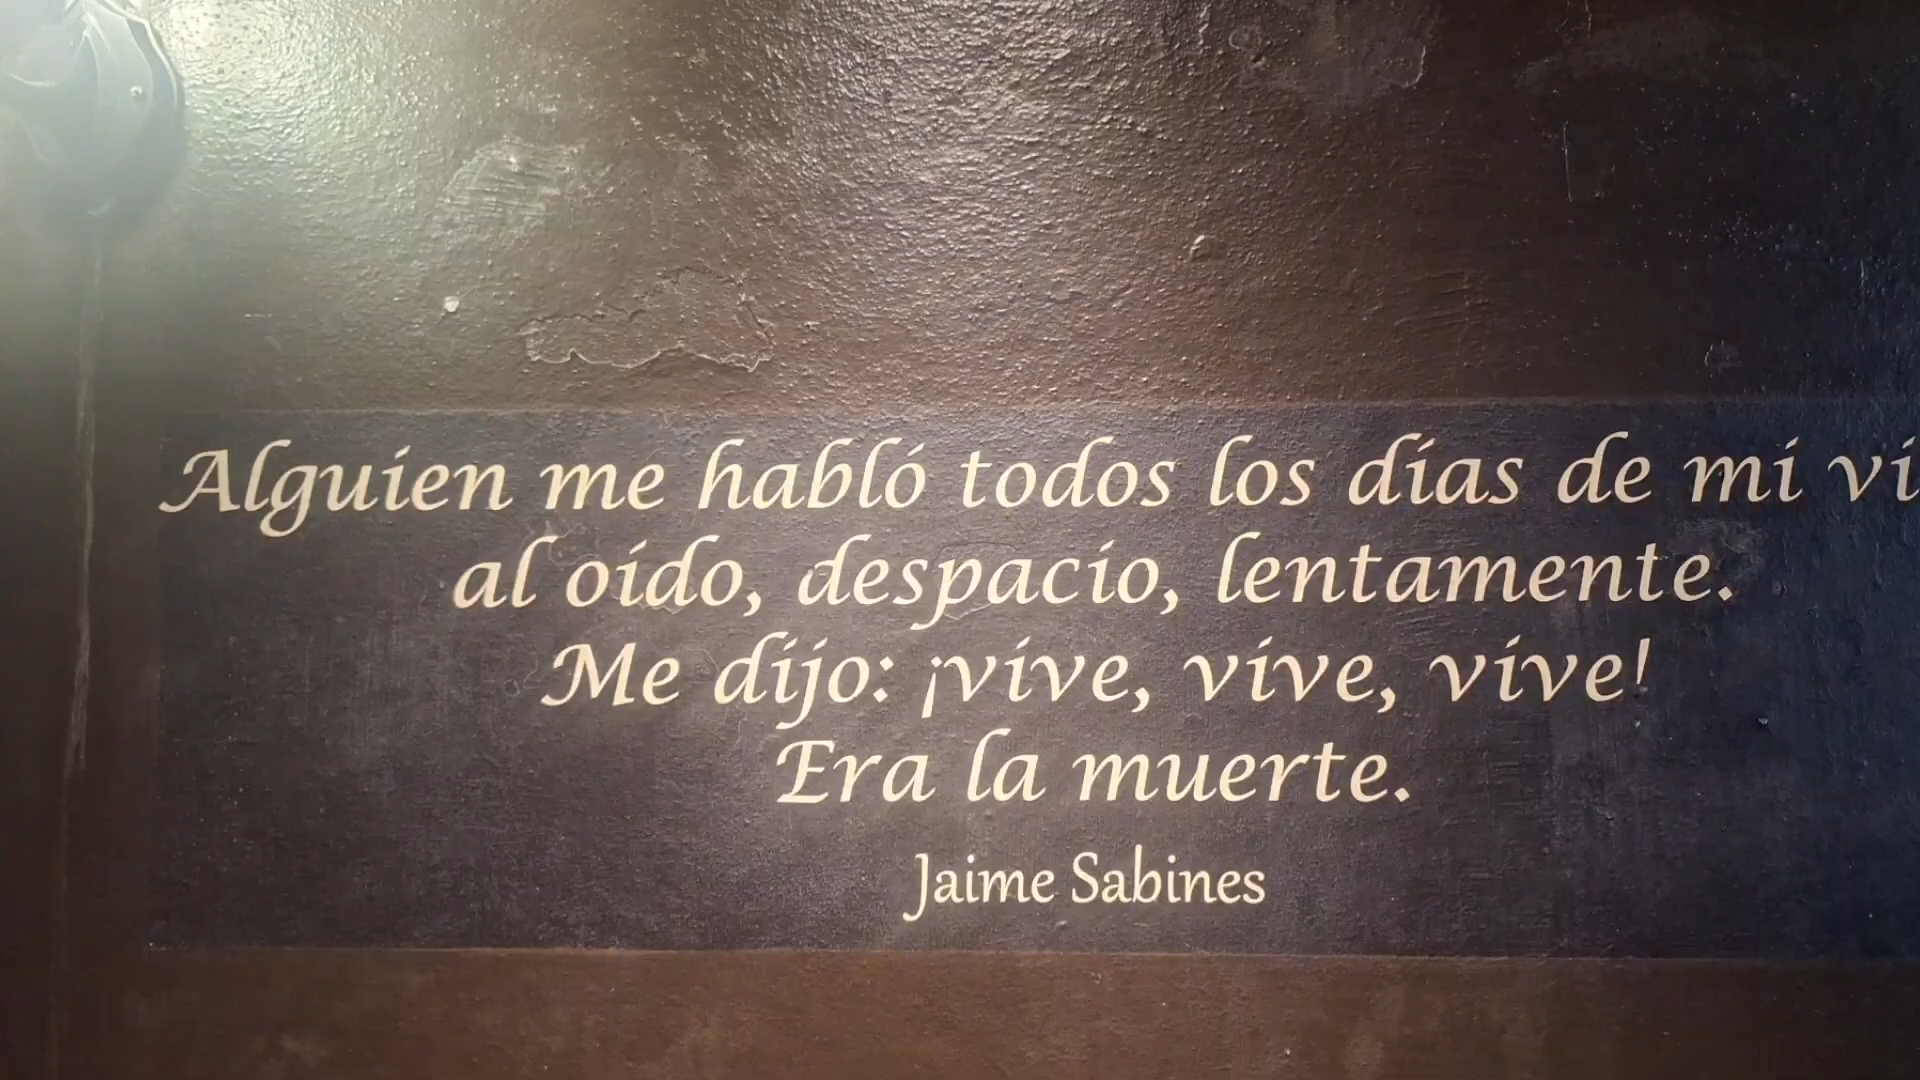 Alguien me habló todos los días de mi vi
al oído, despacio, lentamente.
Me dijo: ¡vive, vive, vive!
Era la muerte.
Jaime Sabines